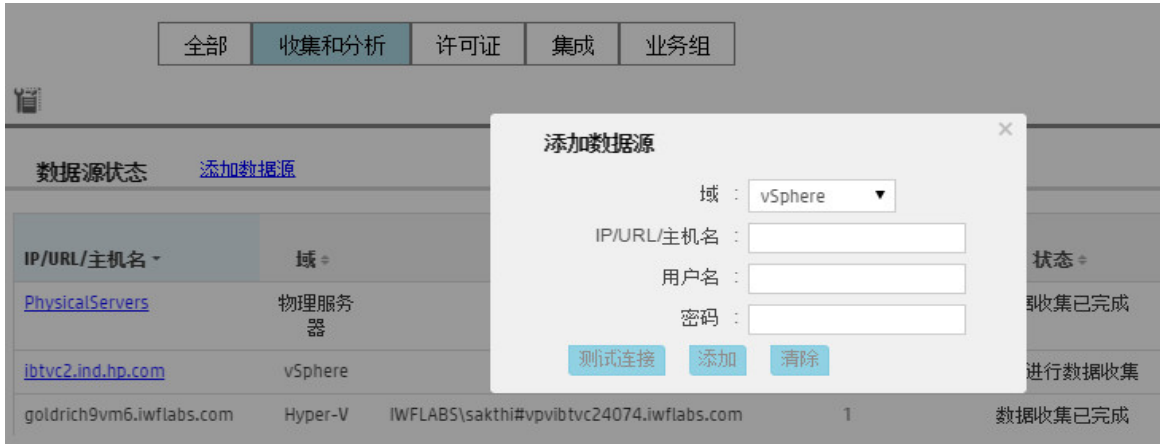 全部 收集和分析 许可证 集成 业务组
添加数据源 ×
数据源状态 添加数据源
域 : vSphere
IP/URL/主机名 :
用户名 :
密码 :
测试连接 添加 清除
IP/URL/主机名 域 状态
PhysicalServers 物理服务器 收集已完成
ibtvc2.ind.hp.com vSphere 进行数据收集
goldrich9vm6.iwflabs.com Hyper-V IWFLABS\sakthi#vpvibtvc24074.iwflabs.com 1 数据收集已完成